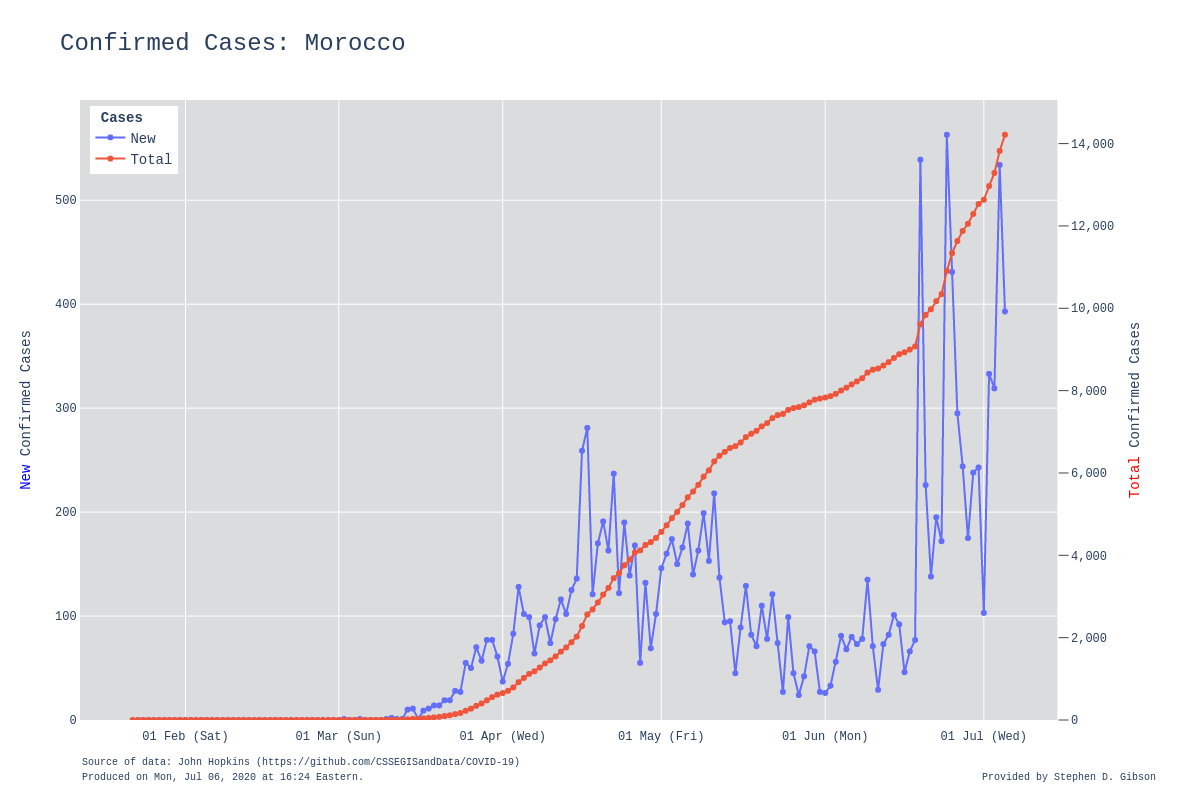 Confirmed Cases: Morocco
Cases
New
Total
500
400
300
200
100
0
14,000
12,000
10,000
8,000
6,000
4,000
2,000
0
New Confirmed Cases
Total Confirmed Cases
01 Feb (Sat)
01 Mar (Sun)
01 Apr (Wed)
01 May (Fri)
01 Jun (Mon)
01 Jul (Wed)
Source of data: John Hopkins (https://github.com/CSSEGISandData/COVID-19)
Produced on Mon, Jul 06, 2020 at 16:24 Eastern.
Provided by Stephen D. Gibson